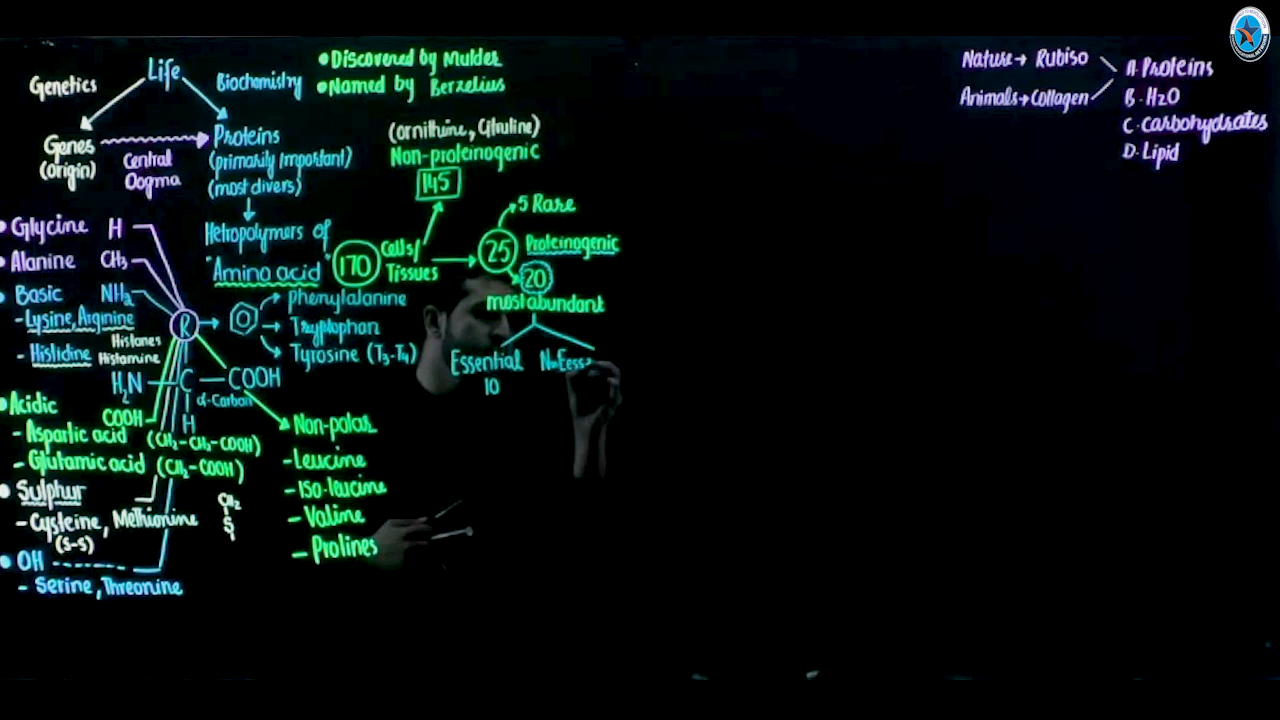 Life
Genetics
Biochemistry
• Discovered by Mulder
• Named by Berzelius
Genes
(origin)
Central
Dogma
Proteins
(primarily Important)
(most divers)
Hetropolymers of
"Amino acid"
170
Cells/
Tissues
(ornithine, Citruline)
Non-proteinogenic
145
5 Rare
25
Proteinogenic
20
most abundant
Essential
10
• Glycine H
• Alanine CH3
• Basic NH2
- Lysine, Arginine
- Histidine
Histones
Histamine
R
phenylalanine
Tryptophan
Tyrosine (T3-T4)
H2N — C — COOH
α-Carbon
H
• Acidic
COOH
- Aspartic acid (CH2-CH2-COOH)
- Glutamic acid (CH2-COOH)
• Sulphur
- Cysteine, Methionine
(S-S)
CH2
S
• OH
- Serine, Threonine
Non-polar
- Leucine
- Iso-leucine
- Valine
- Prolines
Nature → Rubiso
Animals → Collagen
A. Proteins
B. H2O
C. Carbohydrates
D. Lipid